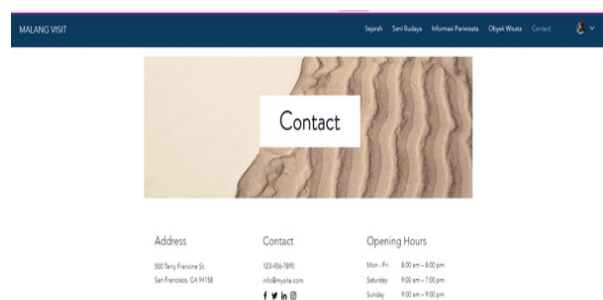 MALANG VISIT
Sejarah Seni Budaya Informasi Pariwisata Obyek Wisata Contact
Contact
Address
500 Terry Francine St.
San Francisco, CA 94158
Contact
123-456-7890
info@mysite.com
Opening Hours
Mon - Fri 8:00 am – 8:00 pm
Saturday 9:00 am – 7:00 pm
Sunday 9:00 am – 9:00 pm